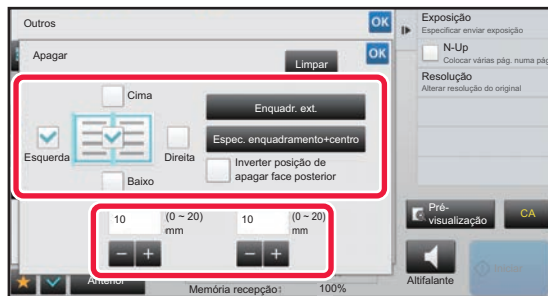 Outros
OK
Apagar
OK
Limpar
Cima
Enquadr. ext.
Espec. enquadramento+centro
Esquerda
Direita
Inverter posição de
apagar face posterior
Baixo
10
(0 ~ 20)
mm
10
(0 ~ 20)
mm
Anterior
Memória recepção:
100%
Exposição
Especificar enviar exposição
N-Up
Colocar várias pág. numa pág
Resolução
Alterar resolução do original
Pré-
visualização
CA
Altifalante
Iniciar